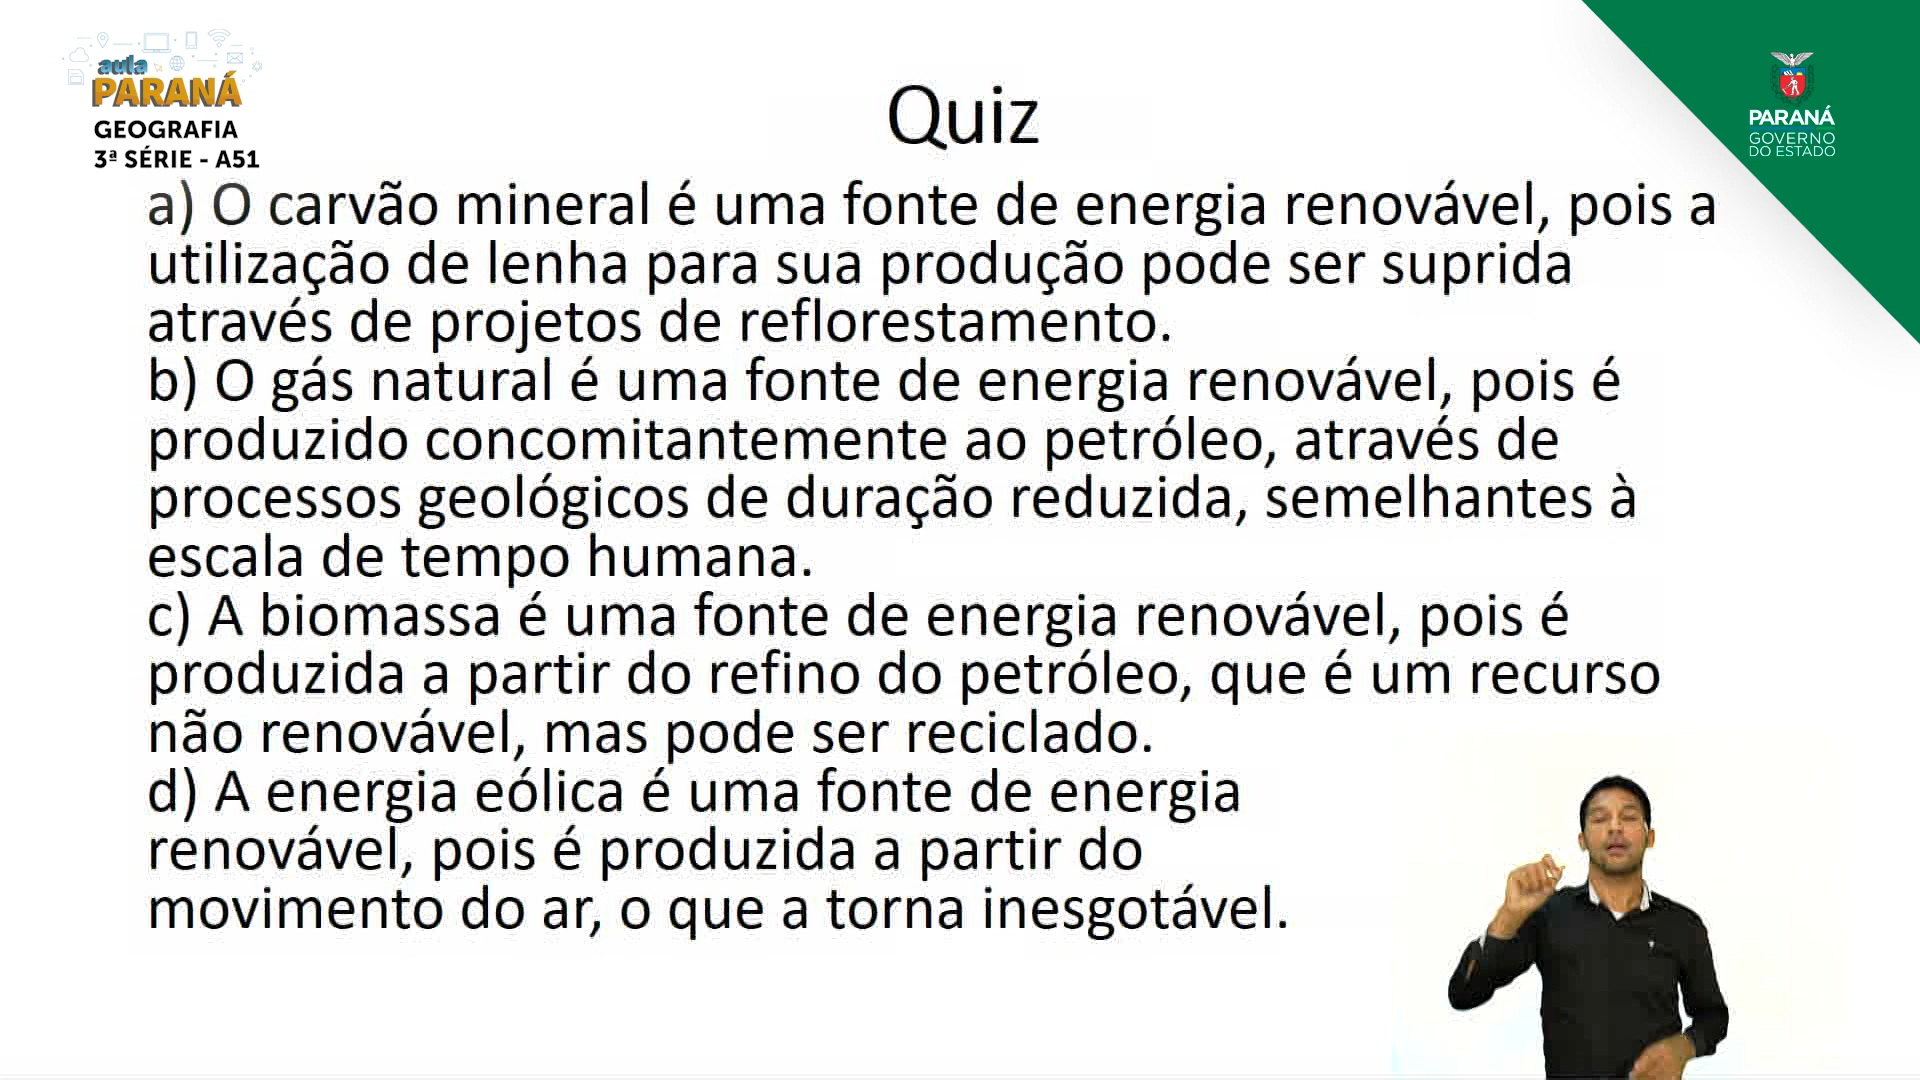 aula
PARANÁ
GEOGRAFIA
3ª SÉRIE - A51
PARANÁ
GOVERNO
DO ESTADO
Quiz
a) O carvão mineral é uma fonte de energia renovável, pois a
utilização de lenha para sua produção pode ser suprida
através de projetos de reflorestamento.
b) O gás natural é uma fonte de energia renovável, pois é
produzido concomitantemente ao petróleo, através de
processos geológicos de duração reduzida, semelhantes à
escala de tempo humana.
c) A biomassa é uma fonte de energia renovável, pois é
produzida a partir do refino do petróleo, que é um recurso
não renovável, mas pode ser reciclado.
d) A energia eólica é uma fonte de energia
renovável, pois é produzida a partir do
movimento do ar, o que a torna inesgotável.